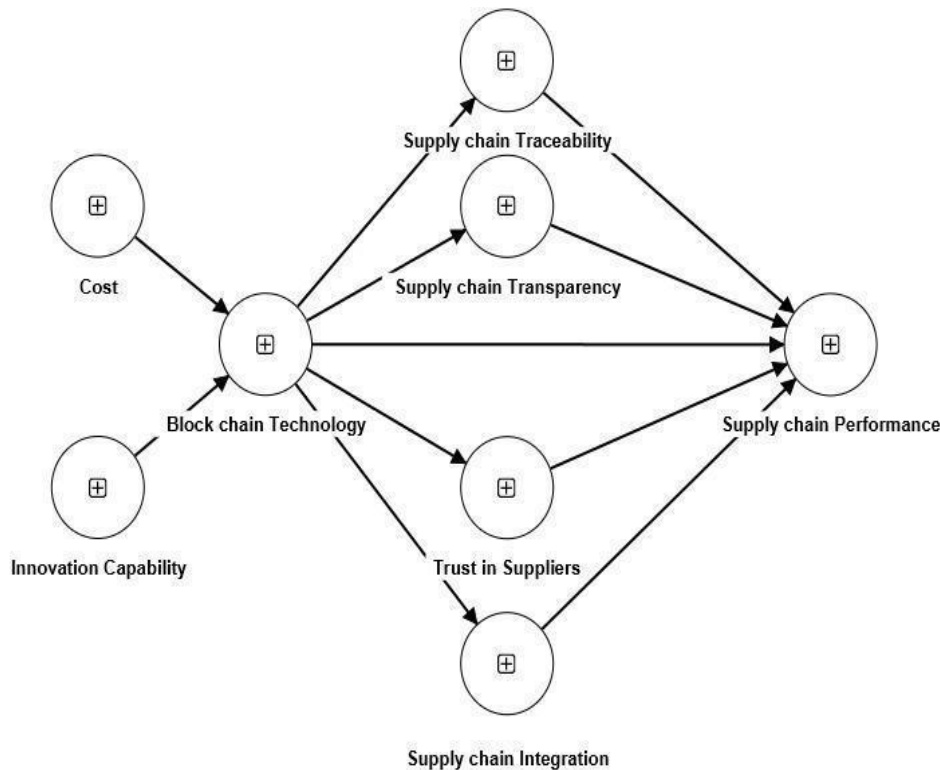 Supply chain Traceability
Cost
Supply chain Transparency
Block chain Technology
Supply chain Performance
Innovation Capability
Trust in Suppliers
Supply chain Integration